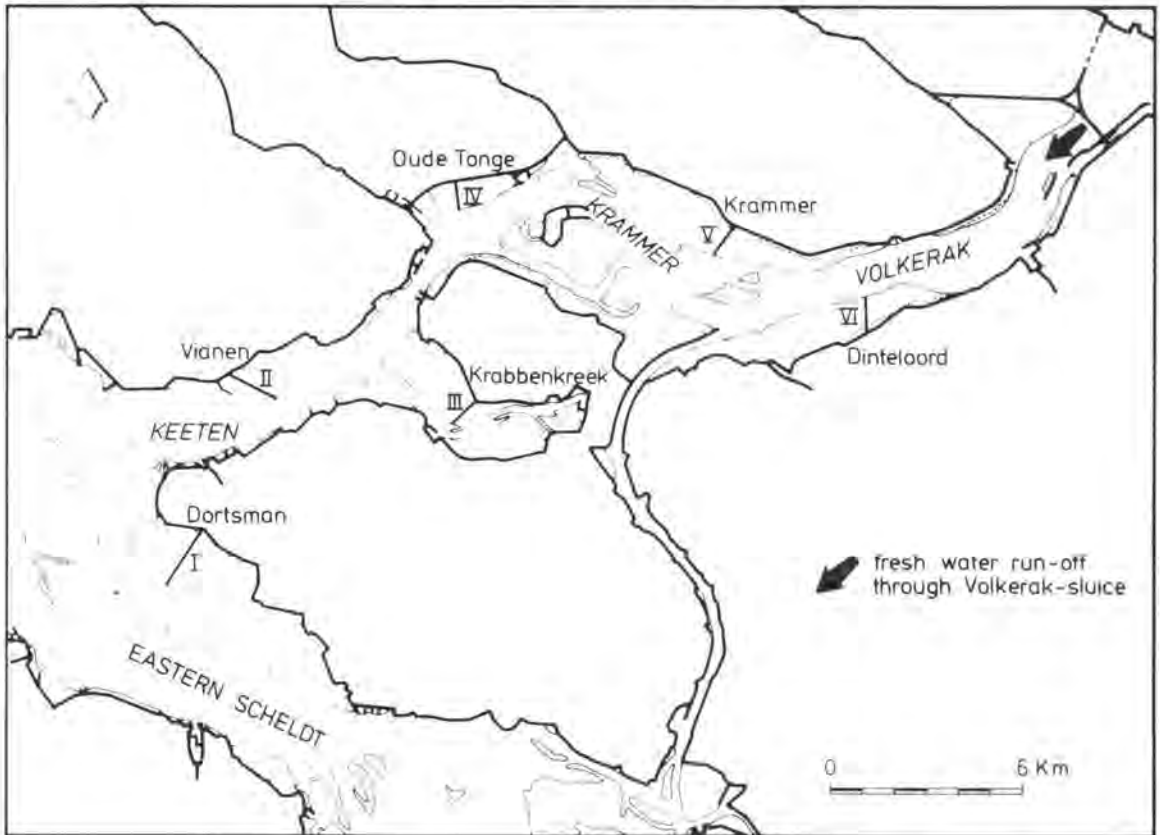 Oude Tonge
IV
KRAMMER
Krammer
V
VOLKERAK
VI
Dinteloord
Vianen
II
Krabbenkreek
III
KEETEN
Dortsman
I
fresh water run-off
through Volkerak-sluice
EASTERN SCHELDT
0 6 Km